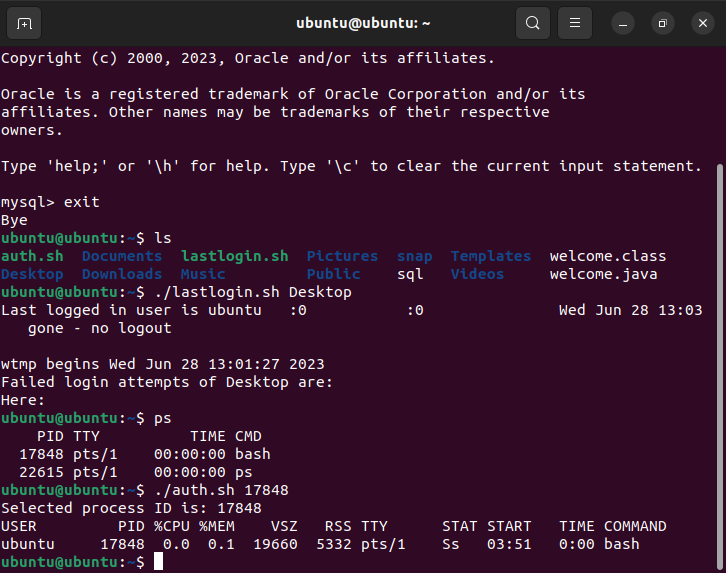 ubuntu@ubuntu: ~
Copyright (c) 2000, 2023, Oracle and/or its affiliates.
Oracle is a registered trademark of Oracle Corporation and/or its
affiliates. Other names may be trademarks of their respective
owners.
Type 'help;' or '\h' for help. Type '\c' to clear the current input statement.
mysql> exit
Bye
ubuntu@ubuntu:~$ ls
auth.sh  Documents  lastlogin.sh  Pictures  snap  Templates  welcome.class
Desktop  Downloads  Music         Public    sql   Videos     welcome.java
ubuntu@ubuntu:~$ ./lastlogin.sh Desktop
Last logged in user is ubuntu   :0           :0               Wed Jun 28 13:03
   gone - no logout
wtmp begins Wed Jun 28 13:01:27 2023
Failed login attempts of Desktop are:
Here:
ubuntu@ubuntu:~$ ps
    PID TTY          TIME CMD
  17848 pts/1    00:00:00 bash
  22615 pts/1    00:00:00 ps
ubuntu@ubuntu:~$ ./auth.sh 17848
Selected process ID is: 17848
USER         PID %CPU %MEM    VSZ   RSS TTY      STAT START   TIME COMMAND
ubuntu     17848  0.0  0.1  19660  5332 pts/1    Ss   03:51   0:00 bash
ubuntu@ubuntu:~$